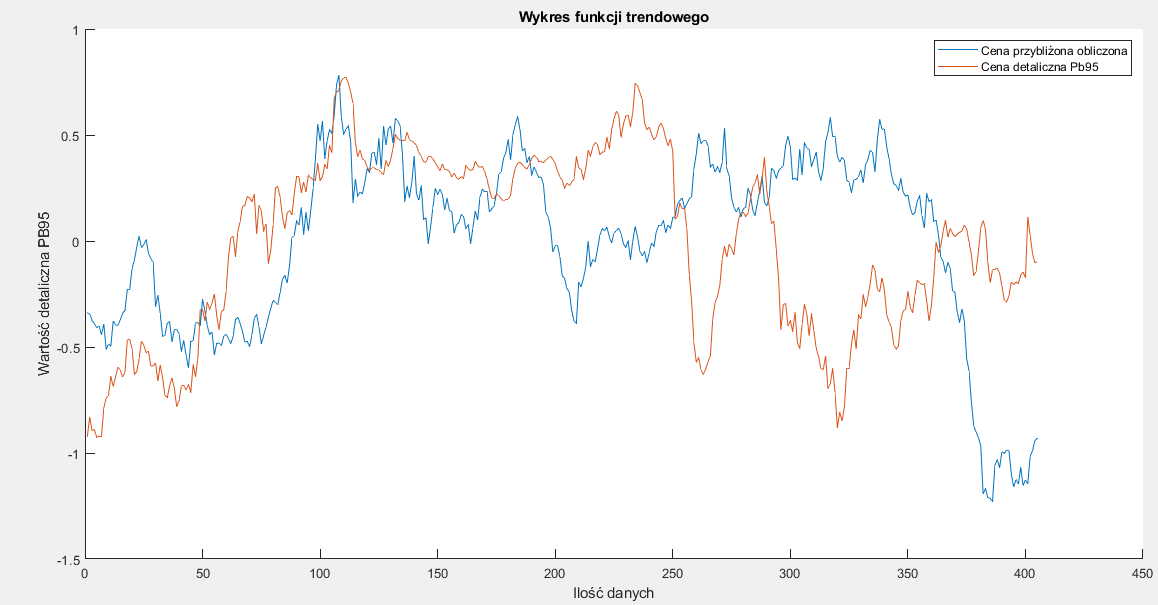 Wykres funkcji trendowego
Cena przybliżona obliczona
Cena detaliczna Pb95
Wartość detaliczna PB95
1
0.5
0
-0.5
-1
-1.5
0 50 100 150 200 250 300 350 400 450
Ilość danych